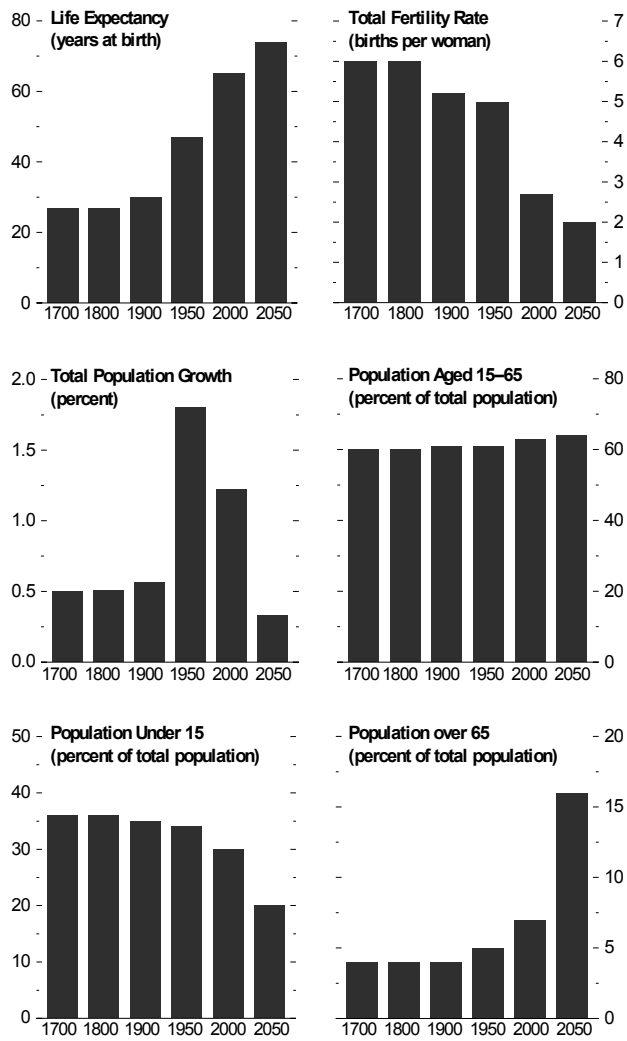 Life Expectancy
(years at birth)
80
60
40
20
0
1700 1800 1900 1950 2000 2050
Total Fertility Rate
(births per woman)
7
6
5
4
3
2
1
0
1700 1800 1900 1950 2000 2050
Total Population Growth
(percent)
2.0
1.5
1.0
0.5
0.0
1700 1800 1900 1950 2000 2050
Population Aged 15–65
(percent of total population)
80
60
40
20
0
1700 1800 1900 1950 2000 2050
Population Under 15
(percent of total population)
50
40
30
20
10
0
1700 1800 1900 1950 2000 2050
Population over 65
(percent of total population)
20
15
10
5
0
1700 1800 1900 1950 2000 2050